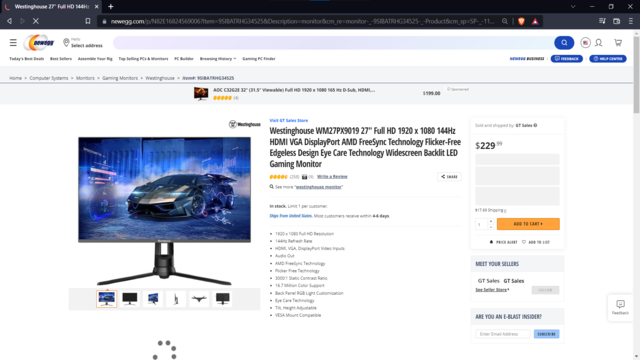 Westinghouse 27" Full HD 144Hz
newegg.com/p/N82E16824569006?Item=9SIBATRHG34525&Description=monitor&cm_re=monitor-_-9SIBATRHG34525-_-Product&cm_sp=SP-_-11...
newegg
Hello
Select address
Today's Best Deals
Best Sellers
Assemble Your Rig
Top Selling PCs & Monitors
PC Builder
Browsing History
Gaming PC Finder
NEWEGG BUSINESS
FEEDBACK
HELP CENTER
Home > Computer Systems > Monitors > Gaming Monitors > Westinghouse > Item#: 9SIBATRHG34525
AOC C32G2E 32" (31.5" Viewable) Full HD 1920 x 1080 165 Hz D-Sub, HDMI,...
$199.00
Sponsored
Westinghouse
Visit GT Sales Store
Westinghouse WM27PX9019 27" Full HD 1920 x 1080 144Hz
HDMI VGA DisplayPort AMD FreeSync Technology Flicker-Free
Edgeless Design Eye Care Technology Widescreen Backlit LED
Gaming Monitor
Write a Review
SHARE
See more "westinghouse monitor"
In stock. Limit 1 per customer.
Ships from United States. Most customers receive within 4-6 days.
1920 x 1080 Full HD Resolution
144Hz Refresh Rate
HDMI, VGA, DisplayPort Video Inputs
Audio Out
AMD FreeSync Technology
Flicker Free Technology
3000:1 Static Contrast Ratio
16.7 Million Color Support
Back Panel RGB Light Customization
Eye Care Technology
Tilt, Height Adjustable
VESA Mount Compatible
Sold and shipped by: GT Sales
$229.99
$17.69 Shipping
1
ADD TO CART
PRICE ALERT
ADD TO LIST
MEET YOUR SELLERS
GT Sales GT Sales
See Seller Store
ARE YOU AN E-BLAST INSIDER?
Enter Email Address
SUBSCRIBE
Feedback